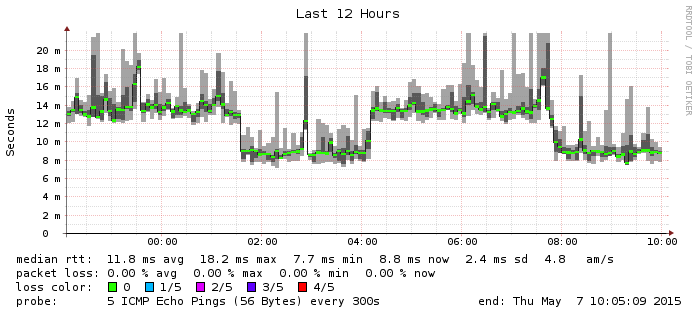 Last 12 Hours
RRDTOOL / TOBI OETIKER
Seconds
20 m
18 m
16 m
14 m
12 m
10 m
8 m
6 m
4 m
2 m
0
00:00 02:00 04:00 06:00 08:00 10:00
median rtt: 11.8 ms avg 18.2 ms max 7.7 ms min 8.8 ms now 2.4 ms sd 4.8 am/s
packet loss: 0.00 % avg 0.00 % max 0.00 % min 0.00 % now
loss color: 0 1/5 2/5 3/5 4/5
probe: 5 ICMP Echo Pings (56 Bytes) every 300s end: Thu May 7 10:05:09 2015